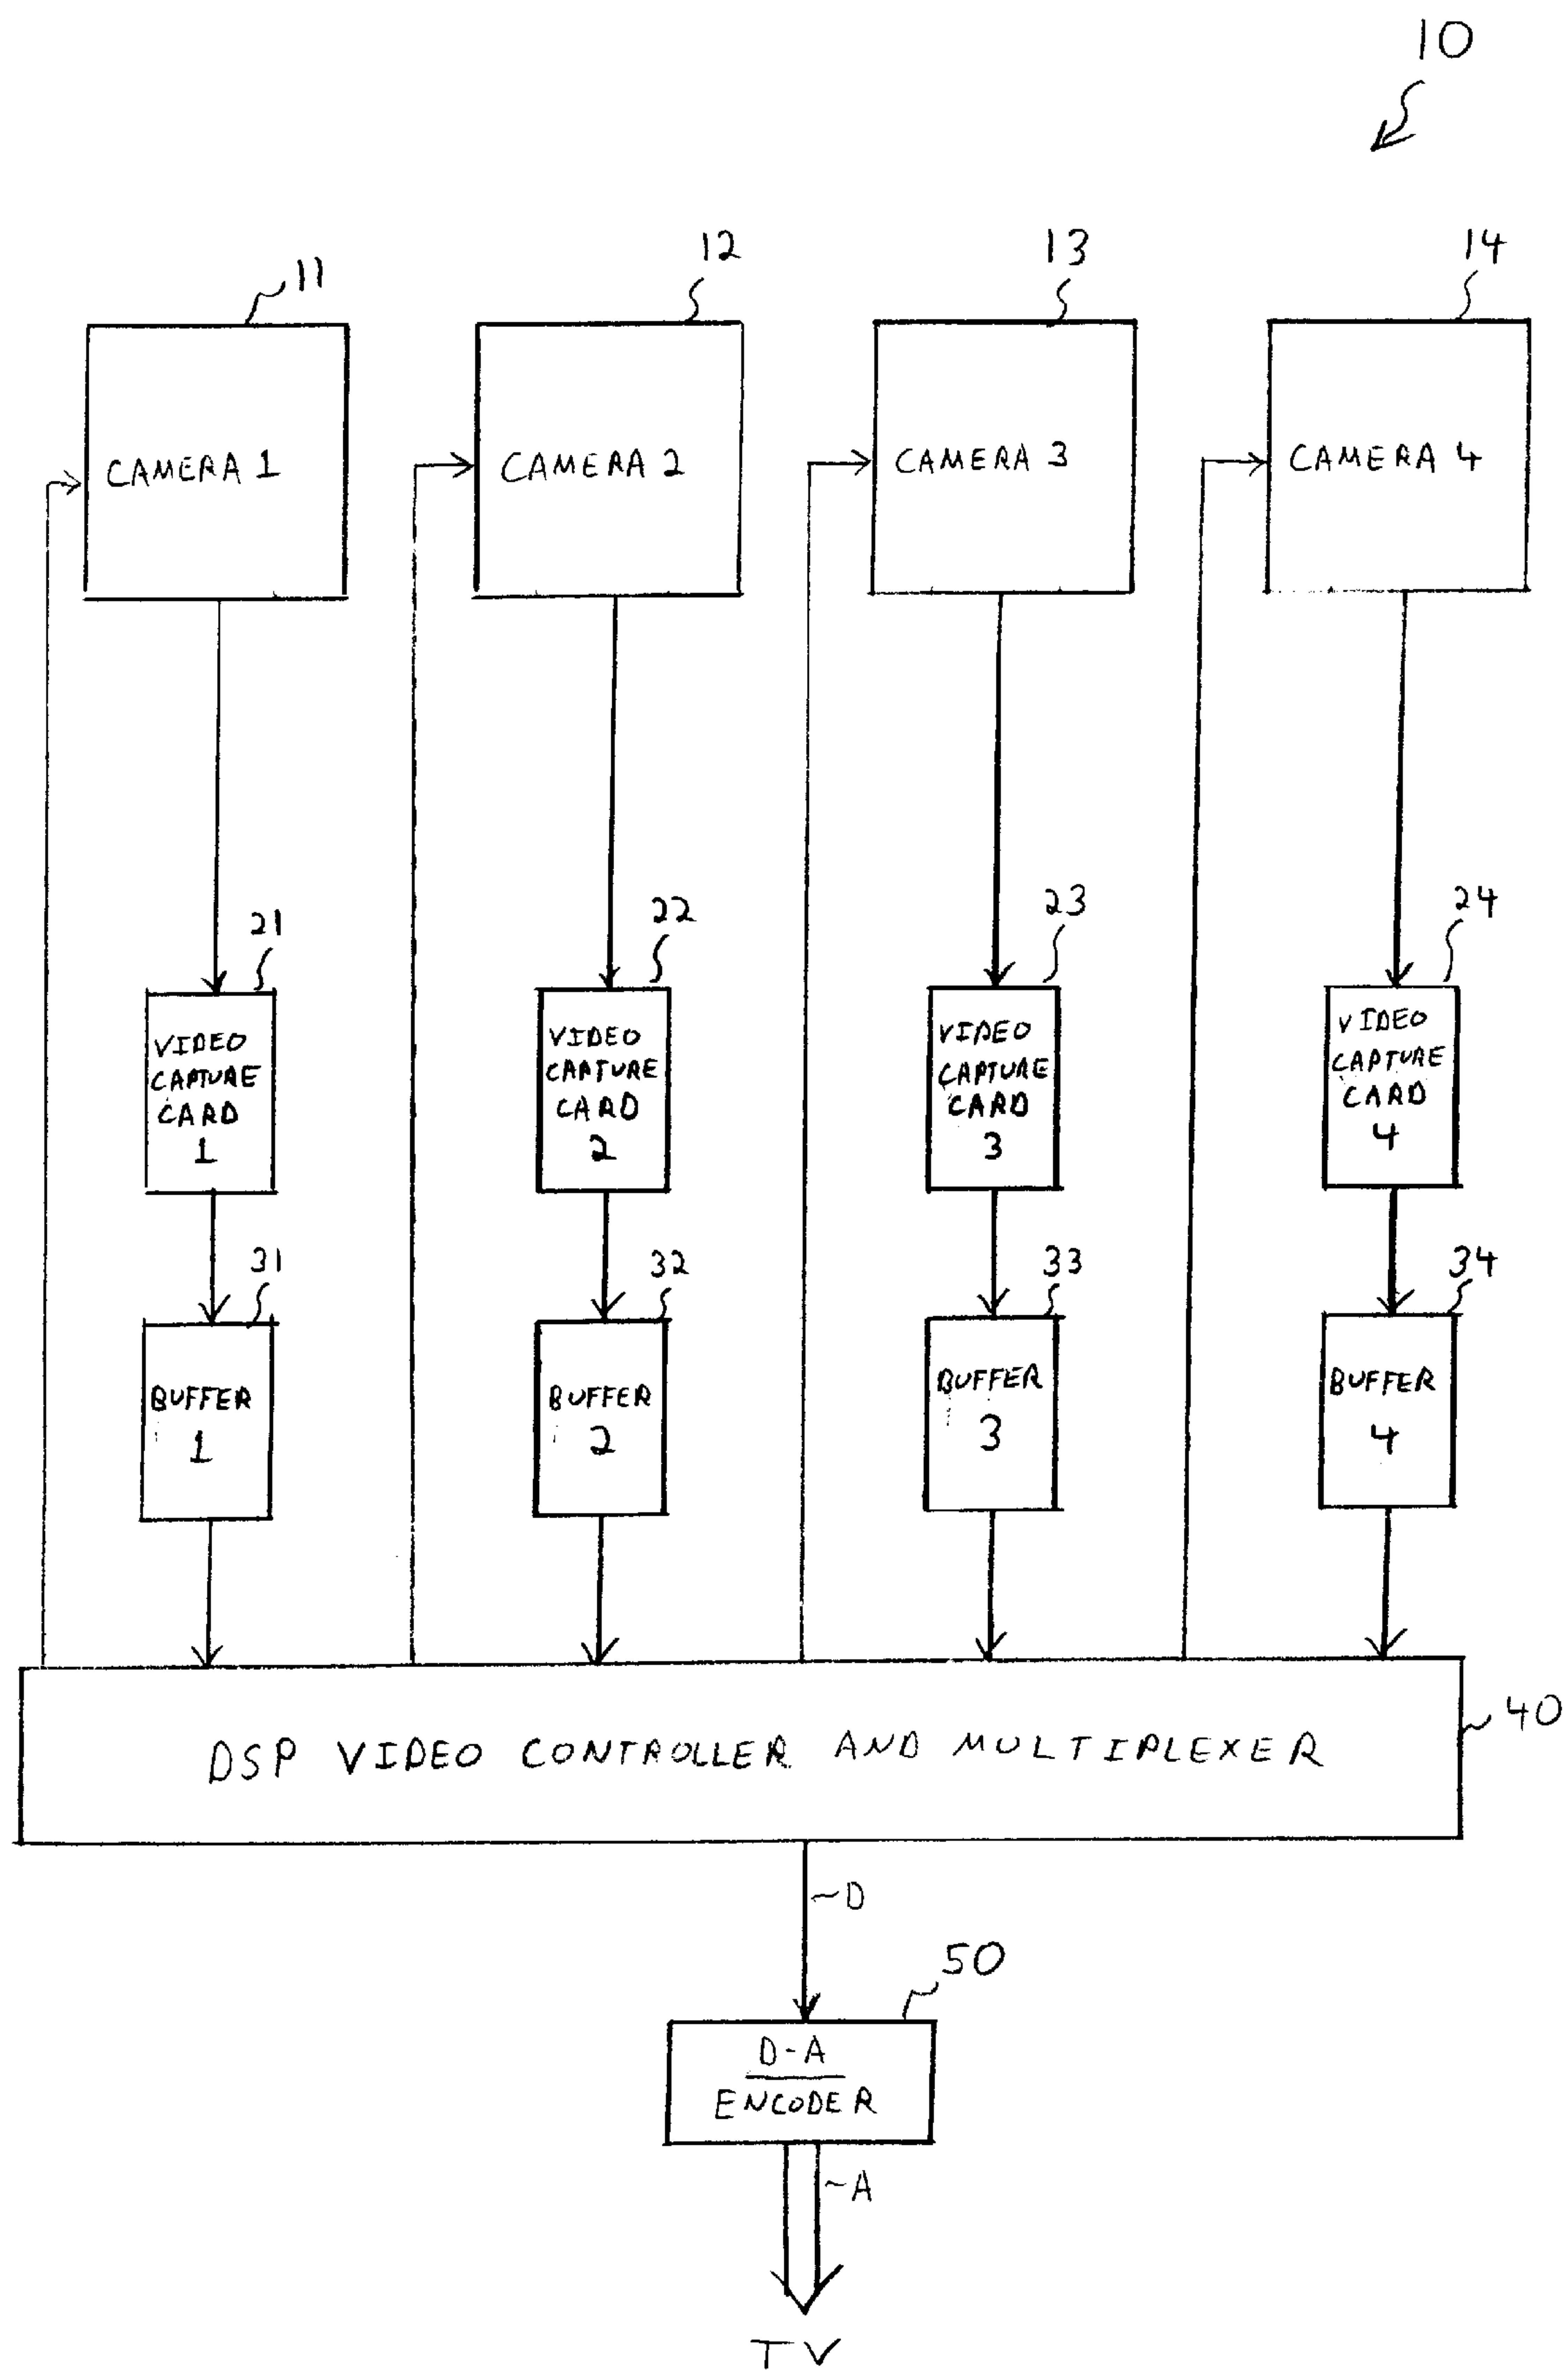 10
11
12
13
14
CAMERA 1
CAMERA 2
CAMERA 3
CAMERA 4
21
22
23
24
VIDEO
CAPTURE
CARD
1
VIDEO
CAPTURE
CARD
2
VIDEO
CAPTURE
CARD
3
VIDEO
CAPTURE
CARD
4
31
32
33
34
BUFFER
1
BUFFER
2
BUFFER
3
BUFFER
4
DSP VIDEO CONTROLLER AND MULTIPLEXER
40
D
50
D-A
ENCODER
A
TV